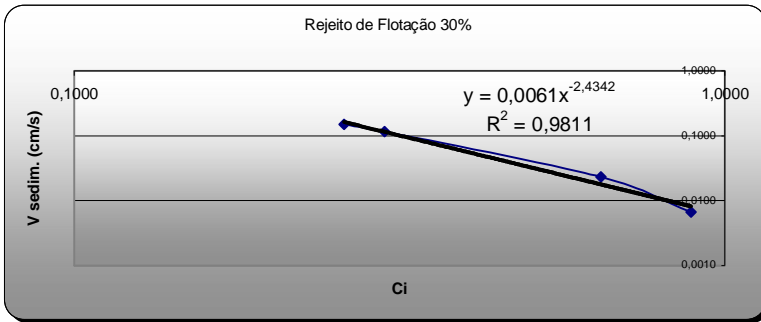 Rejeito de Flotação 30%
1,0000
0,1000
1,0000
y = 0,0061x^-2,4342
R² = 0,9811
0,1000
V sedim. (cm/s)
0,0100
0,0010
Ci